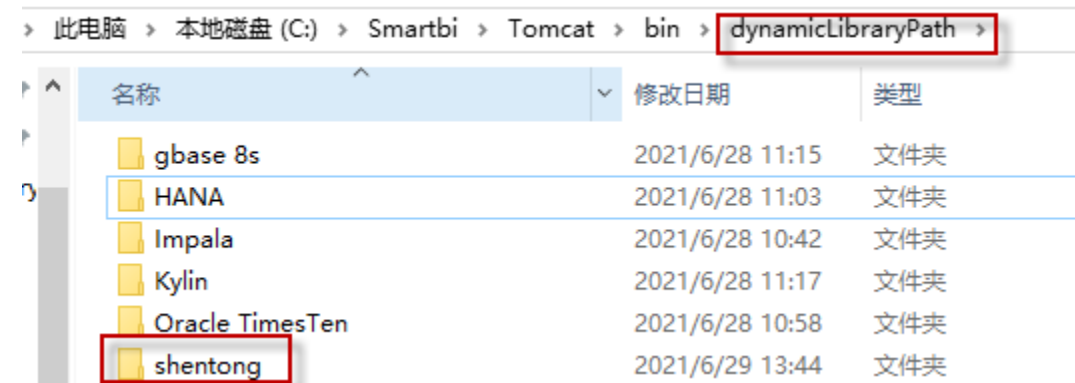 此电脑 > 本地磁盘 (C:) > Smartbi > Tomcat > bin > dynamicLibraryPath >
名称 修改日期 类型
gbase 8s 2021/6/28 11:15 文件夹
HANA 2021/6/28 11:03 文件夹
Impala 2021/6/28 10:42 文件夹
Kylin 2021/6/28 11:17 文件夹
Oracle TimesTen 2021/6/28 10:58 文件夹
shentong 2021/6/29 13:44 文件夹